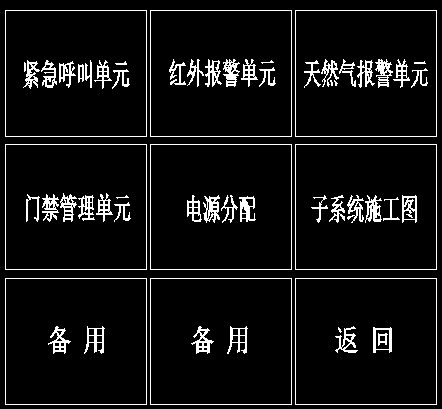 紧急呼叫单元
红外报警单元
天然气报警单元
门禁管理单元
电源分配
子系统施工图
备 用
备 用
返 回